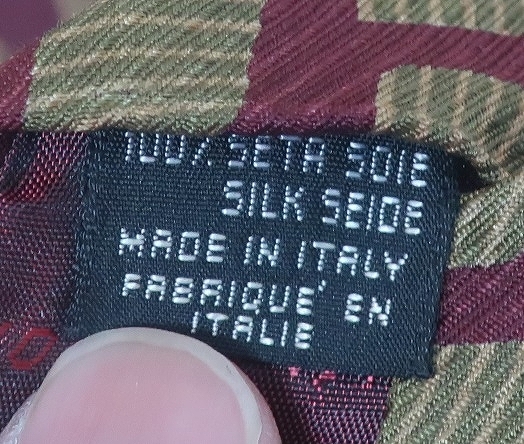 100% SETA SOIE
SILK SEIDE
MADE IN ITALY
FABRIQUE' EN
ITALIE